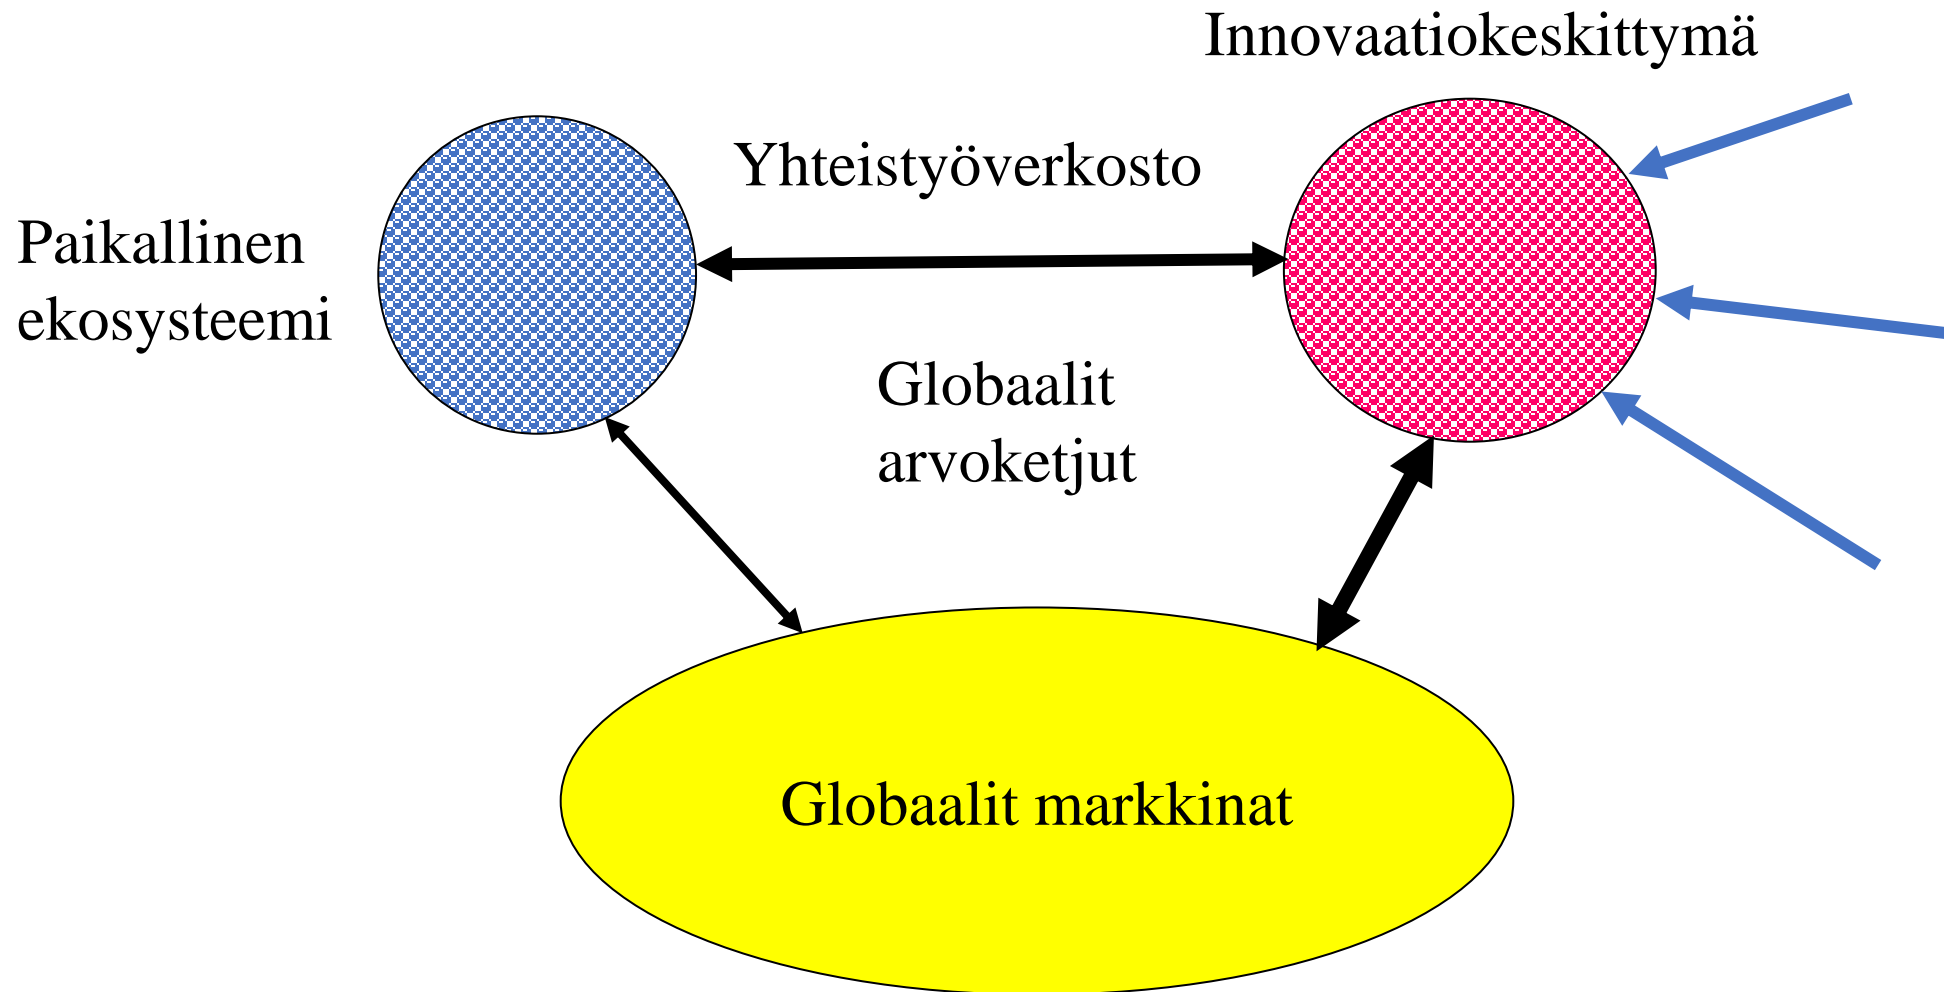 Innovaatiokeskittymä
Yhteistyöverkosto
Paikallinen
ekosysteemi
Globaalit
arvoketjut
Globaalit markkinat